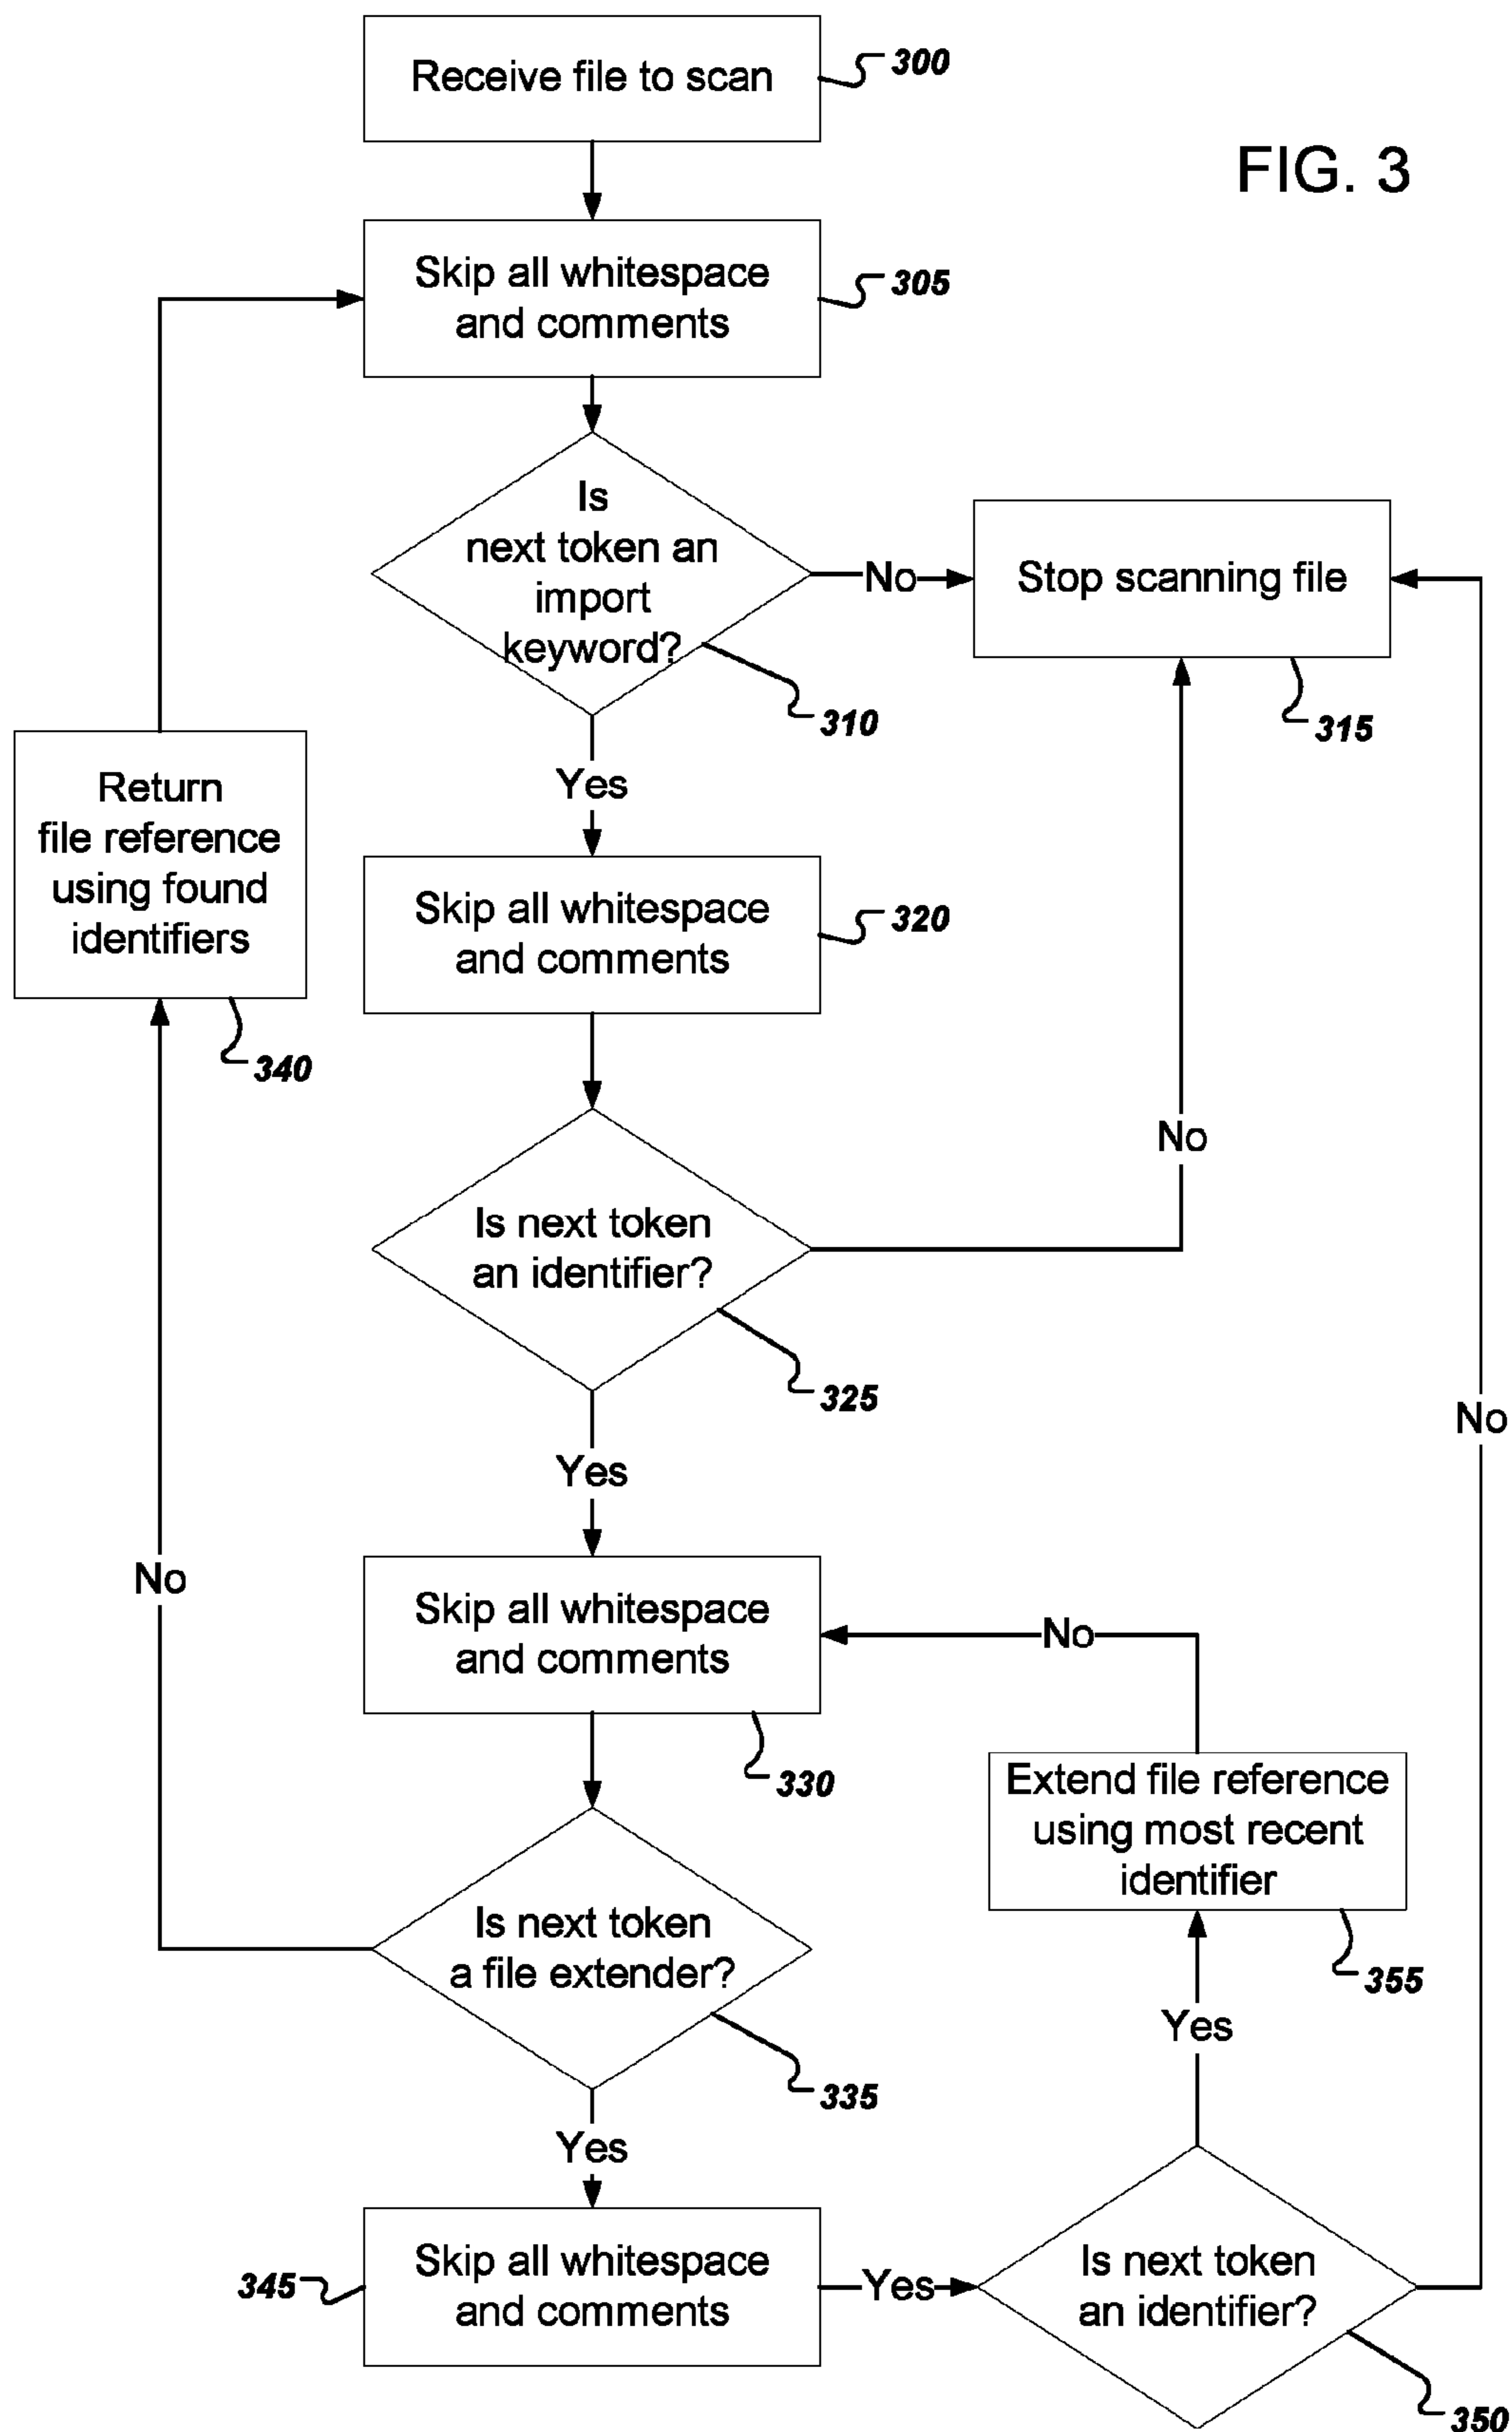 Receive file to scan
300
FIG. 3
Skip all whitespace
and comments
305
Is
next token an
import
keyword?
310
No
Stop scanning file
315
Yes
Return
file reference
using found
identifiers
340
Skip all whitespace
and comments
320
No
Is next token
an identifier?
325
No
Yes
No
Skip all whitespace
and comments
330
No
Extend file reference
using most recent
identifier
355
Is next token
a file extender?
335
Yes
Yes
Skip all whitespace
and comments
345
Yes
Is next token
an identifier?
350